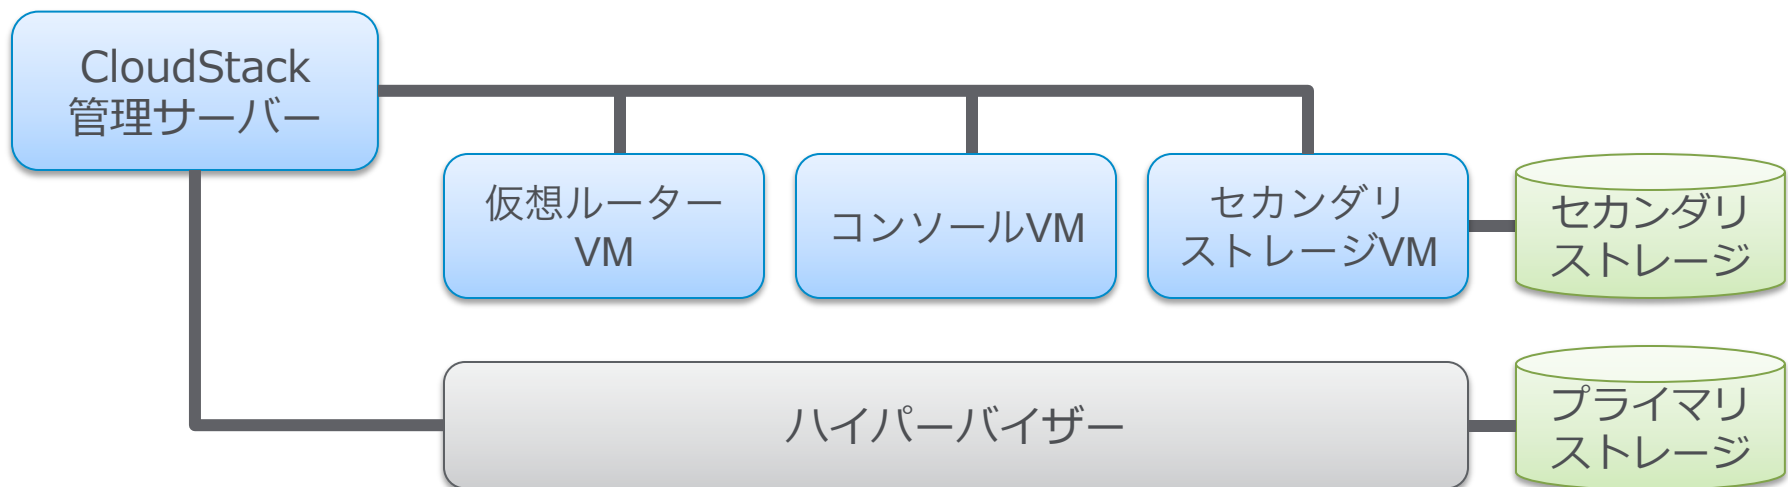 CloudStack
管理サーバー
仮想ルーター
VM
コンソールVM
セカンダリ
ストレージVM
セカンダリ
ストレージ
ハイパーバイザー
プライマリ
ストレージ